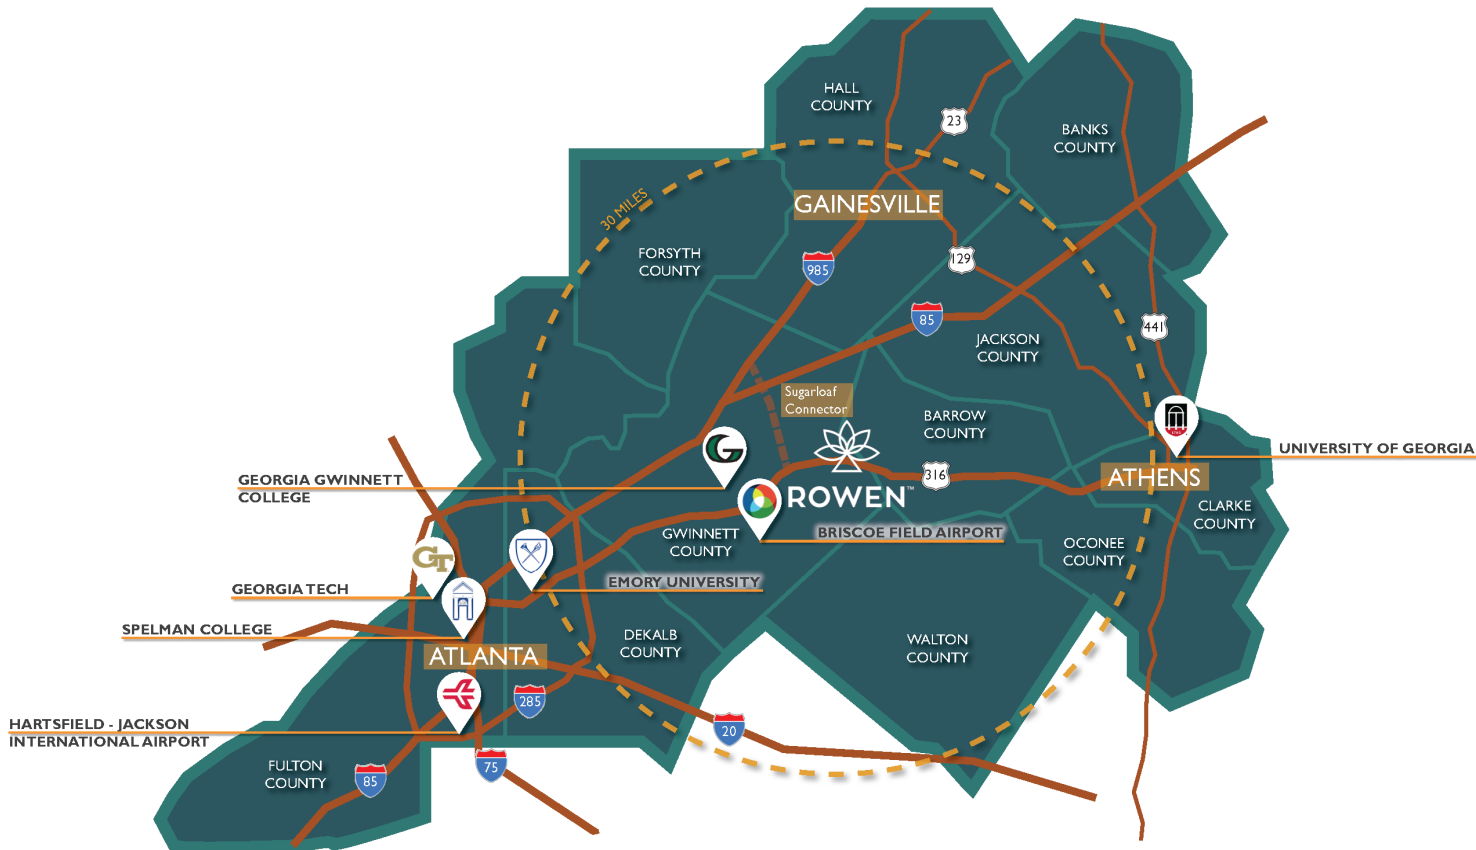 HALL
COUNTY
23
BANKS
COUNTY
30 MILES
GAINESVILLE
FORSYTH
COUNTY
985
129
85
441
JACKSON
COUNTY
Sugarloaf
Connector
BARROW
COUNTY
G
UNIVERSITY OF GEORGIA
GEORGIA GWINNETT
COLLEGE
316
ATHENS
ROWEN™
CLARKE
COUNTY
GWINNETT
COUNTY
BRISCOE FIELD AIRPORT
OCONEE
COUNTY
GT
EMORY UNIVERSITY
GEORGIA TECH
SPELMAN COLLEGE
DEKALB
COUNTY
WALTON
COUNTY
ATLANTA
285
HARTSFIELD - JACKSON
INTERNATIONAL AIRPORT
20
FULTON
COUNTY
85
75